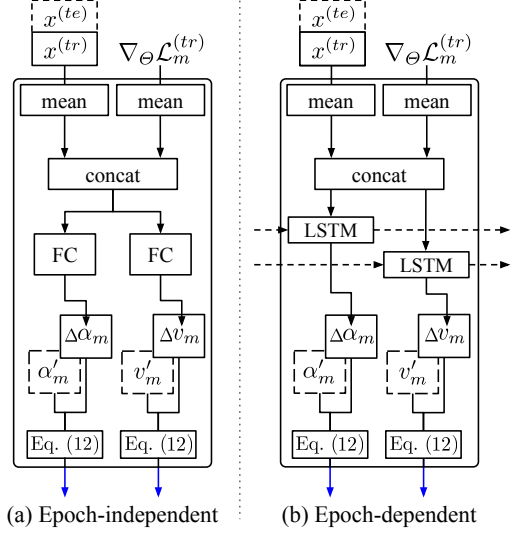 x^{(te)}
x^{(tr)} ∇_Θ ℒ_m^{(tr)}
mean mean
concat
FC FC
Δα_m Δv_m
α′_m v′_m
Eq. (12) Eq. (12)
(a) Epoch-independent
x^{(te)}
x^{(tr)} ∇_Θ ℒ_m^{(tr)}
mean mean
concat
LSTM
LSTM
Δα_m Δv_m
α′_m v′_m
Eq. (12) Eq. (12)
(b) Epoch-dependent